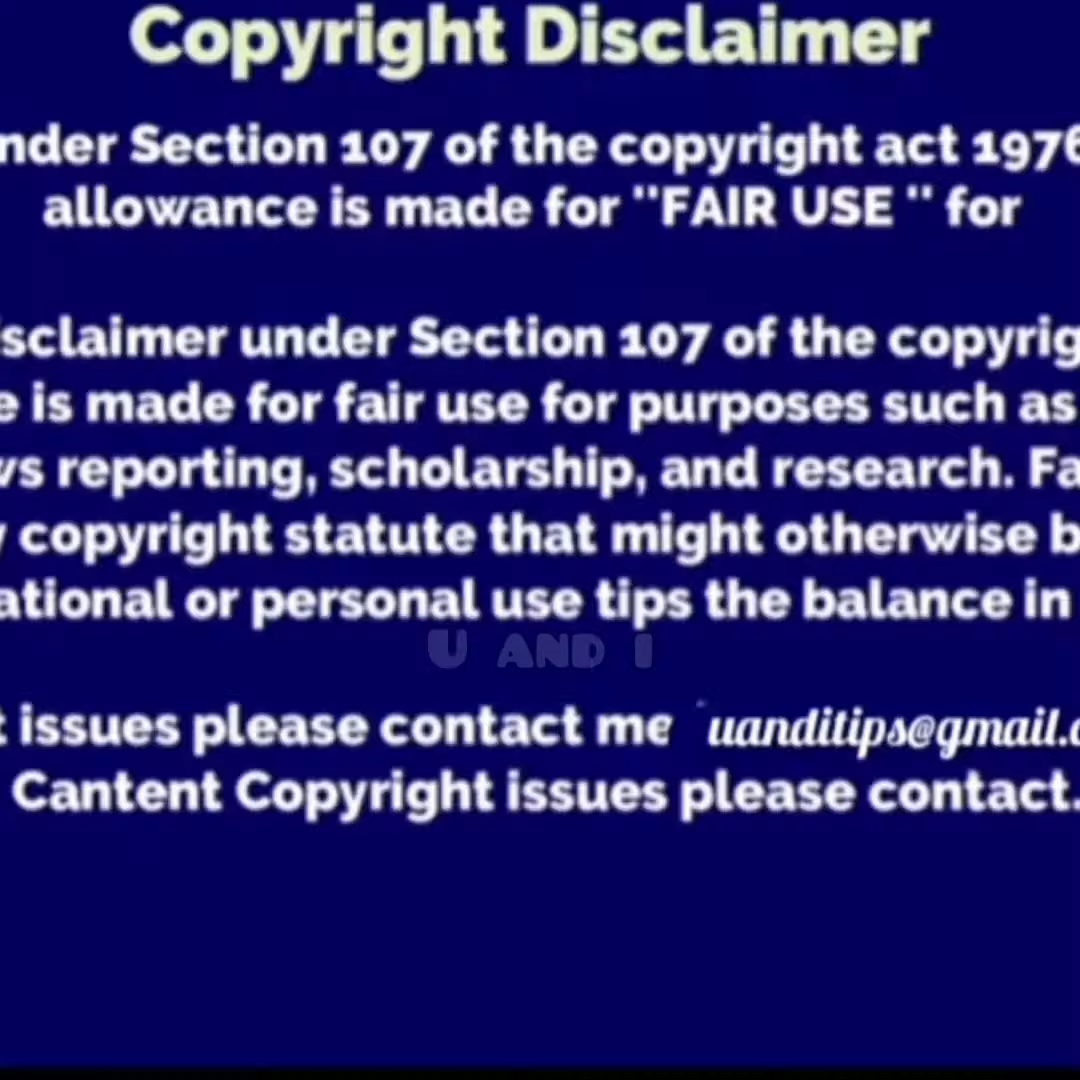 Copyright Disclaimer
nder Section 107 of the copyright act 1976
allowance is made for "FAIR USE " for
isclaimer under Section 107 of the copyrig
e is made for fair use for purposes such as
ws reporting, scholarship, and research. Fa
y copyright statute that might otherwise b
ational or personal use tips the balance in
U AND I
t issues please contact me uanditips@gmail.c
Cantent Copyright issues please contact.